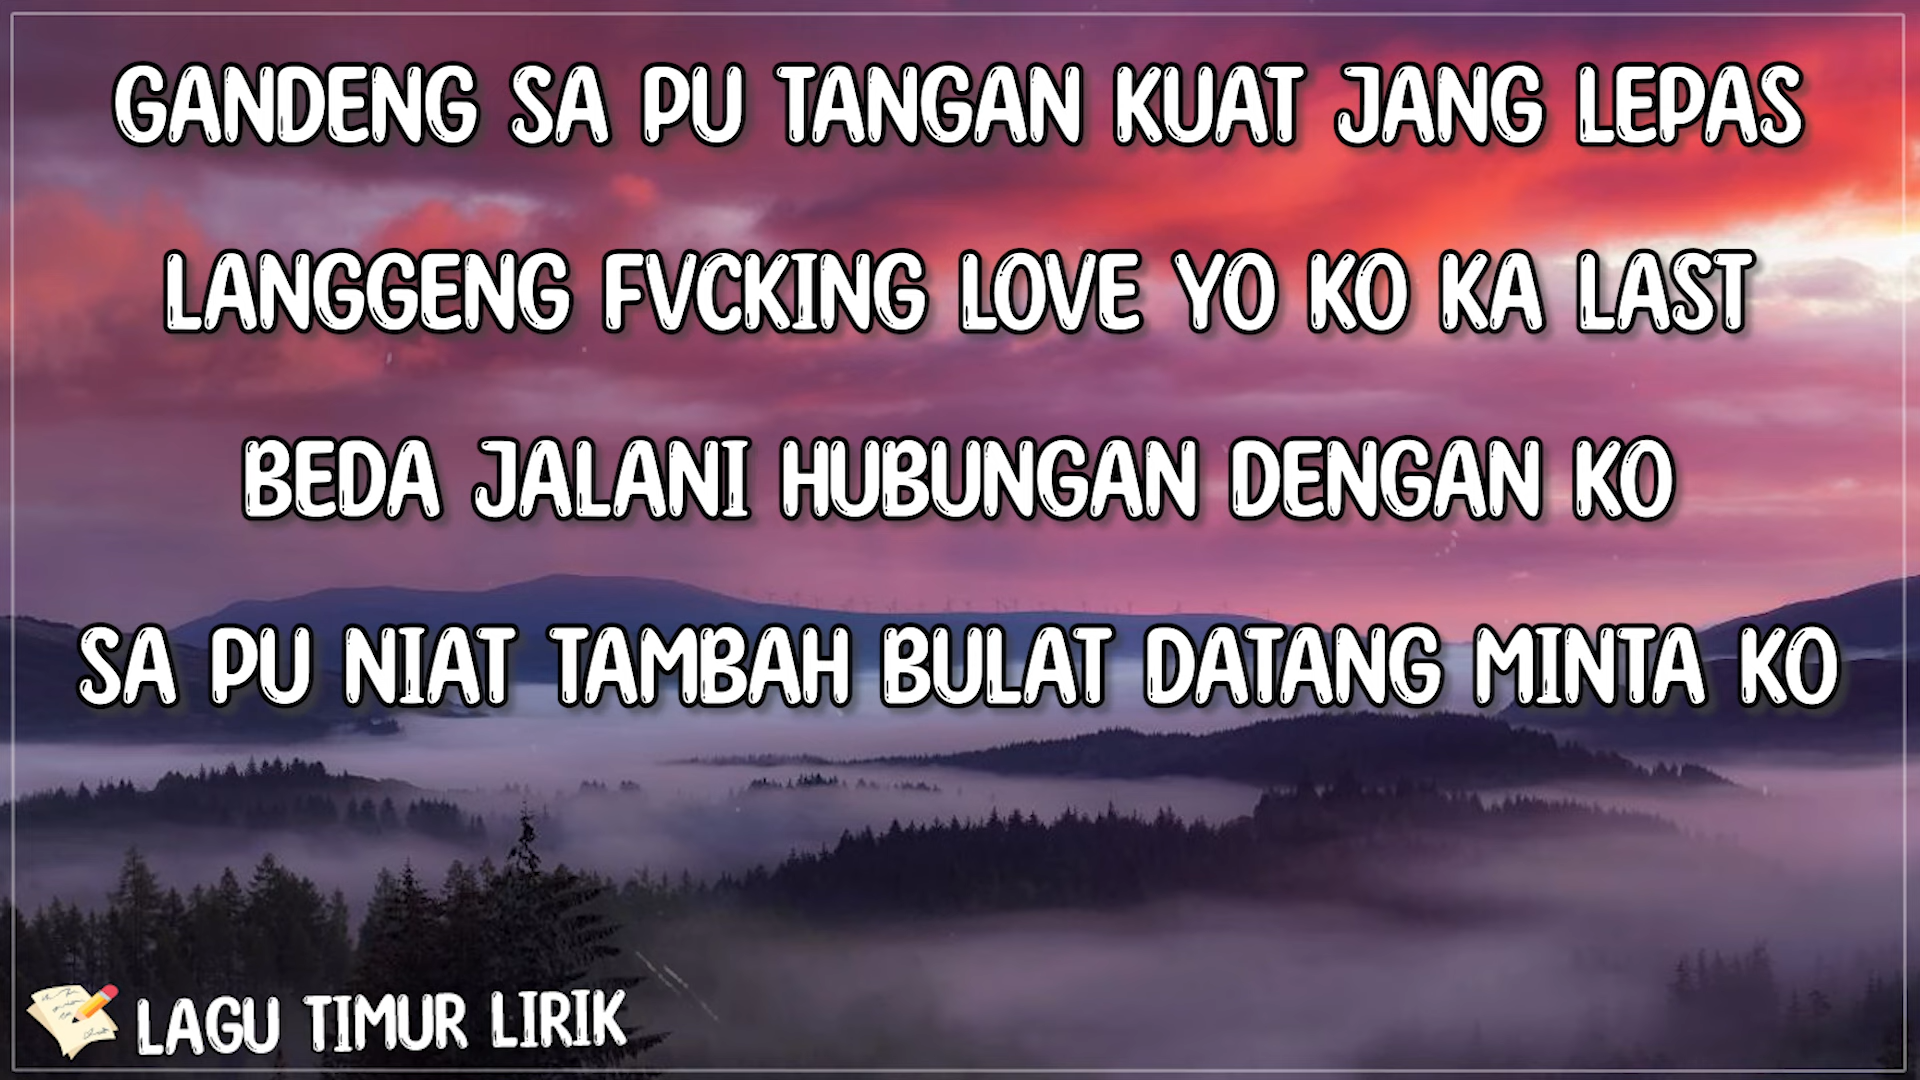 GANDENG SA PU TANGAN KUAT JANG LEPAS
LANGGENG FVCKING LOVE YO KO KA LAST
BEDA JALANI HUBUNGAN DENGAN KO
SA PU NIAT TAMBAH BULAT DATANG MINTA KO
LAGU TIMUR LIRIK